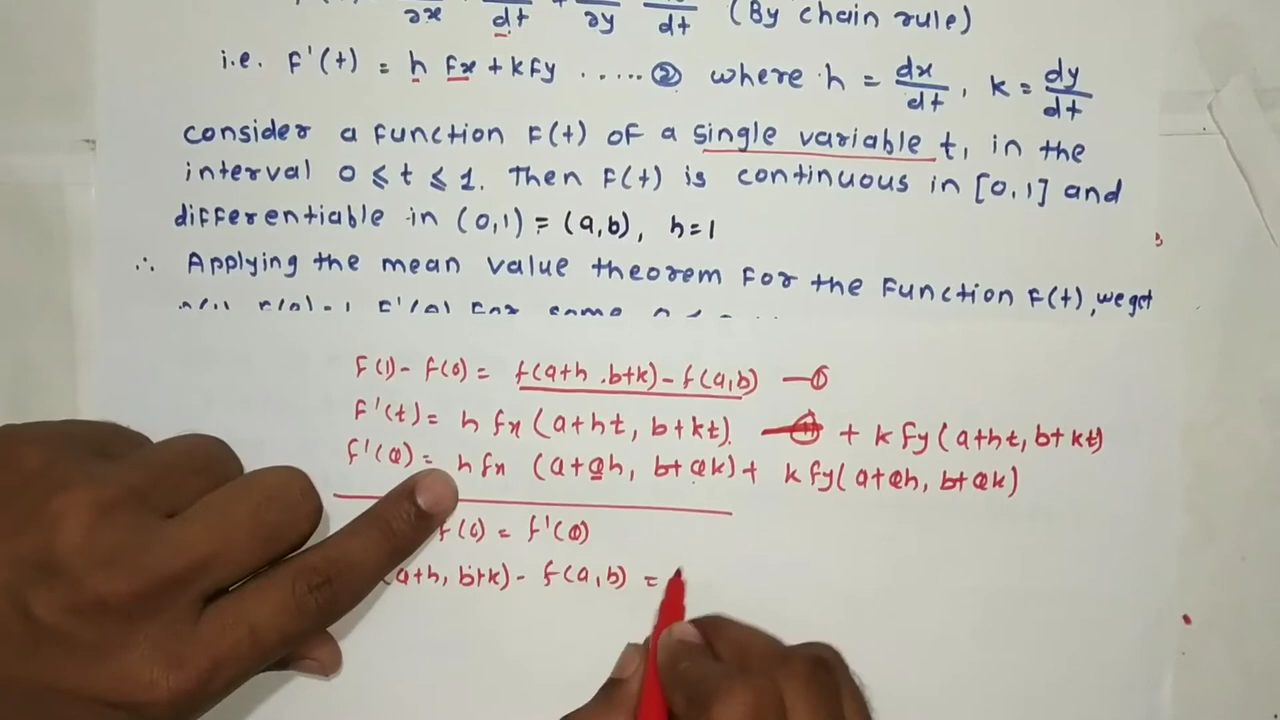 ∂x dt ∂y dt (By chain rule)
i.e. F'(t) = h fx + k fy ..... ② where h = dx/dt, k = dy/dt
consider a function F(t) of a single variable t, in the
interval 0 ⩽ t ⩽ 1. Then F(t) is continuous in [0,1] and
differentiable in (0,1) = (a,b), h=1
∴ Applying the mean value theorem for the function F(t), we get
F(1) - f(0) = f(a+h, b+k) - f(a,b) — ①
F'(t) = h fx (a+ht, b+kt) + k fy (a+ht, b+kt)
f'(θ) = h fx (a+θh, b+θk) + k fy (a+θh, b+θk)
f(0) = f'(θ)
(a+h, b+k) - f(a,b) =